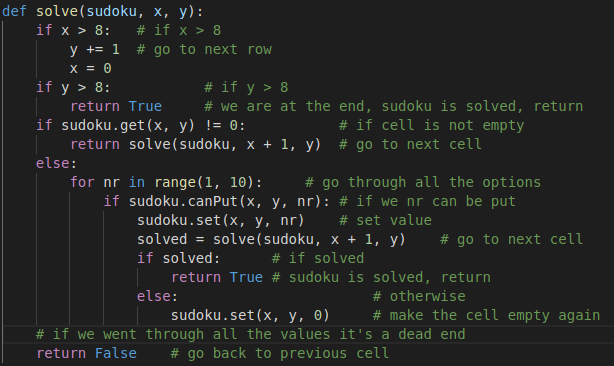 def solve(sudoku, x, y):
    if x > 8:   # if x > 8
        y += 1  # go to next row
        x = 0
    if y > 8:           # if y > 8
        return True     # we are at the end, sudoku is solved, return
    if sudoku.get(x, y) != 0:           # if cell is not empty
        return solve(sudoku, x + 1, y)  # go to next cell
    else:
        for nr in range(1, 10):     # go through all the options
            if sudoku.canPut(x, y, nr): # if we nr can be put
                sudoku.set(x, y, nr)    # set value
                solved = solve(sudoku, x + 1, y)    # go to next cell
                if solved:      # if solved
                    return True # sudoku is solved, return
                else:                       # otherwise
                    sudoku.set(x, y, 0)     # make the cell empty again
    # if we went through all the values it's a dead end
    return False    # go back to previous cell